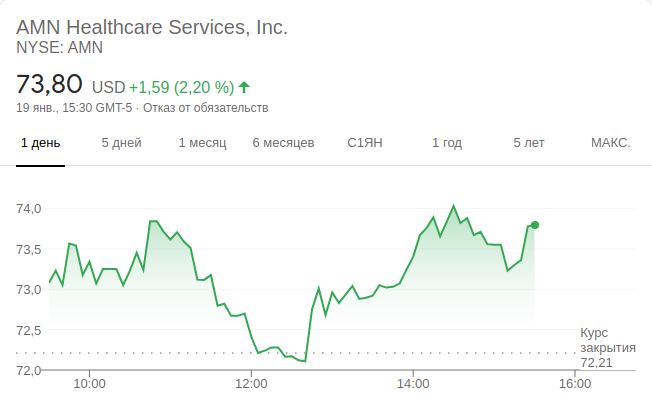 AMN Healthcare Services, Inc.
NYSE: AMN
73,80 USD +1,59 (2,20 %)
19 янв., 15:30 GMT-5 · Отказ от обязательств
1 день 5 дней 1 месяц 6 месяцев С1ЯН 1 год 5 лет МАКС.
74,0
73,5
73,0
72,5
Курс
закрытия
72,21
72,0
10:00 12:00 14:00 16:00